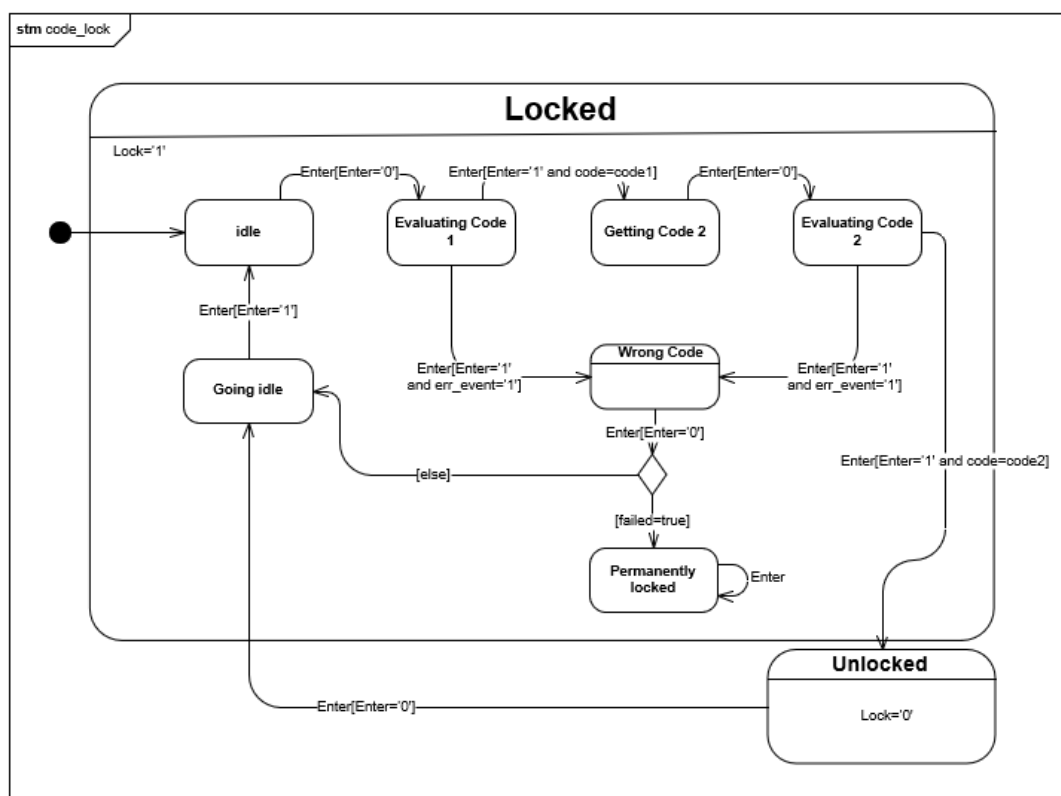 stm code_lock
Locked
Lock='1'
Enter[Enter='0']
Enter[Enter='1' and code=code1]
Enter[Enter='0']
idle
Evaluating Code
1
Getting Code 2
Evaluating Code
2
Enter[Enter='1']
Going idle
Enter[Enter='1'
and err_event='1']
Wrong Code
Enter[Enter='1'
and err_event='1']
Enter[Enter='0']
[else]
Enter[Enter='1' and code=code2]
[failed=true]
Permanently
locked
Enter
Unlocked
Lock='0'
Enter[Enter='0']